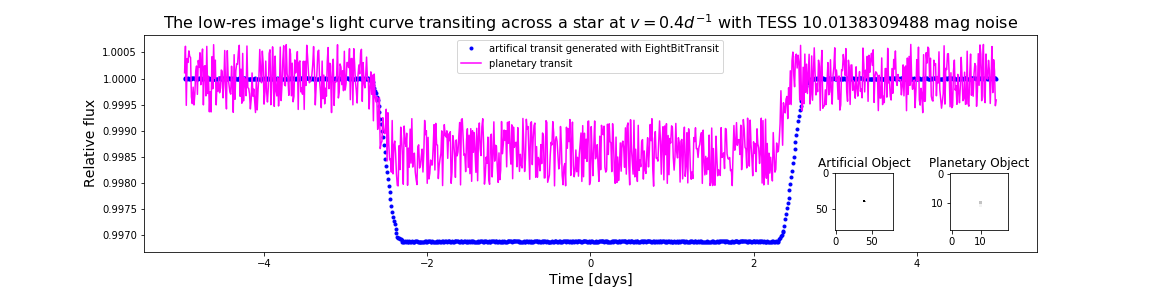 The low-res image's light curve transiting across a star at v = 0.4d⁻¹ with TESS 10.0138309488 mag noise
artifical transit generated with EightBitTransit
planetary transit
Relative flux
1.0005
1.0000
0.9995
0.9990
0.9985
0.9980
0.9975
0.9970
Artificial Object
0
50
0 50
Planetary Object
0
10
0 10
−4 −2 0 2 4
Time [days]